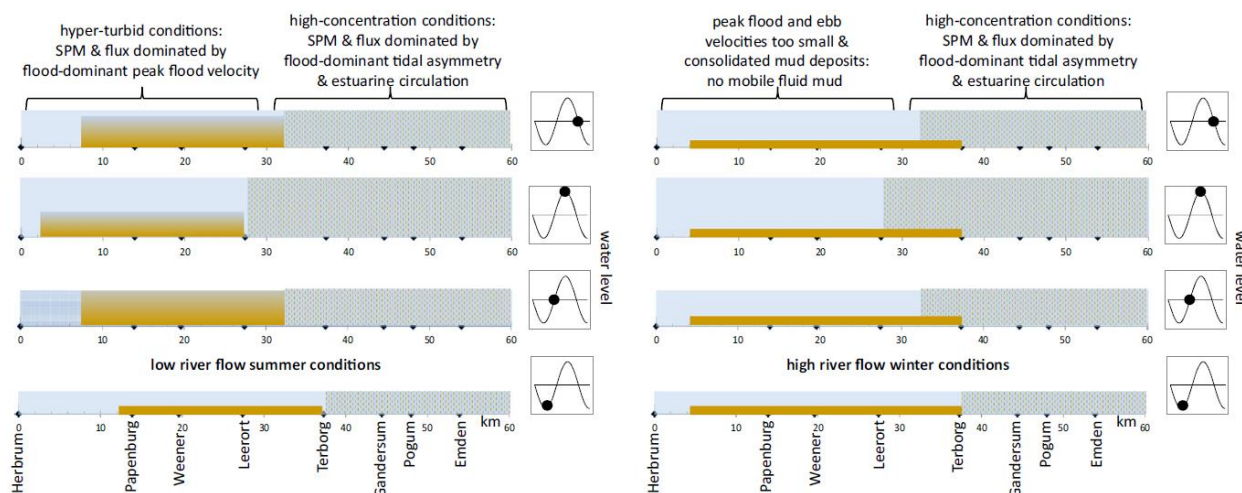 hyper-turbid conditions:
SPM & flux dominated by
flood-dominant peak flood velocity
high-concentration conditions:
SPM & flux dominated by
flood-dominant tidal asymmetry
& estuarine circulation
0 10 20 30 40 50 60
0 10 20 30 40 50 60
0 10 20 30 40 50 60
water level
low river flow summer conditions
km
0 10 20 30 40 50 60
Herbrum
Papenburg
Weener
Leerort
Terborg
Gandersum
Pogum
Emden
peak flood and ebb
velocities too small &
consolidated mud deposits:
no mobile fluid mud
high-concentration conditions:
SPM & flux dominated by
flood-dominant tidal asymmetry
& estuarine circulation
0 10 20 30 40 50 60
0 10 20 30 40 50 60
0 10 20 30 40 50 60
water level
high river flow winter conditions
km
0 10 20 30 40 50 60
Herbrum
Papenburg
Weener
Leerort
Terborg
Gandersum
Pogum
Emden